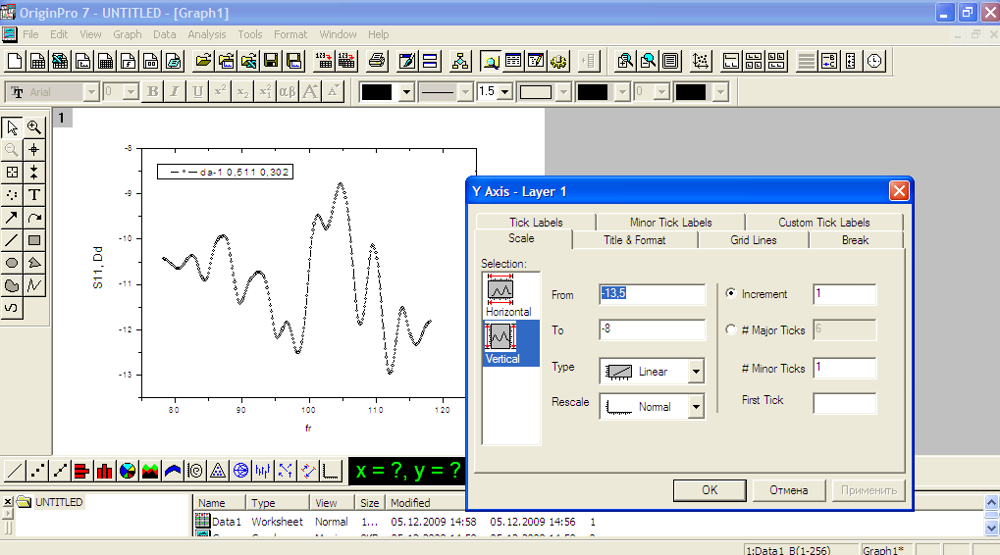 OriginPro 7 - UNTITLED - [Graph1]
File Edit View Graph Data Analysis Tools Format Window Help
Arial 0 B I U x² x₂ x²₁ αβ A A 1.5 0
1
da-1 0,511 0,302
-8
-9
-10
-11
-12
-13
S11, Dd
80 100 110 120
fr
Y Axis - Layer 1
Tick Labels Minor Tick Labels Custom Tick Labels
Scale Title & Format Grid Lines Break
Selection:
Horizontal
Vertical
From -13,5
To -8
Type Linear
Rescale Normal
Increment 1
# Major Ticks 6
# Minor Ticks 1
First Tick
OK Отмена Применить
x = ?, y = ?
UNTITLED
Name Type View Size Modified
Data1 Worksheet Normal 1... 05.12.2009 14:58 05.12.2009 14:56 1
1:Data1_B(1-256) Graph1*